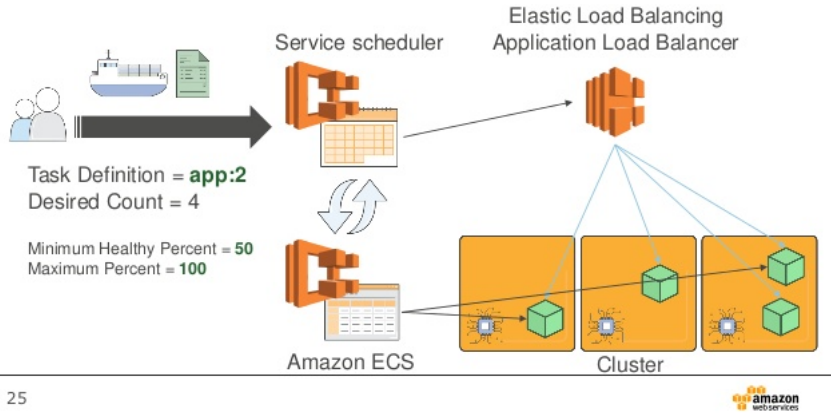 Elastic Load Balancing
Application Load Balancer
Service scheduler
Task Definition = app:2
Desired Count = 4
Minimum Healthy Percent = 50
Maximum Percent = 100
Amazon ECS
Cluster
25
amazon
webservices